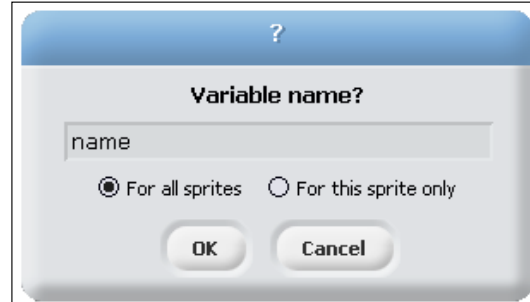 ?
Variable name?
name
For all sprites For this sprite only
OK Cancel